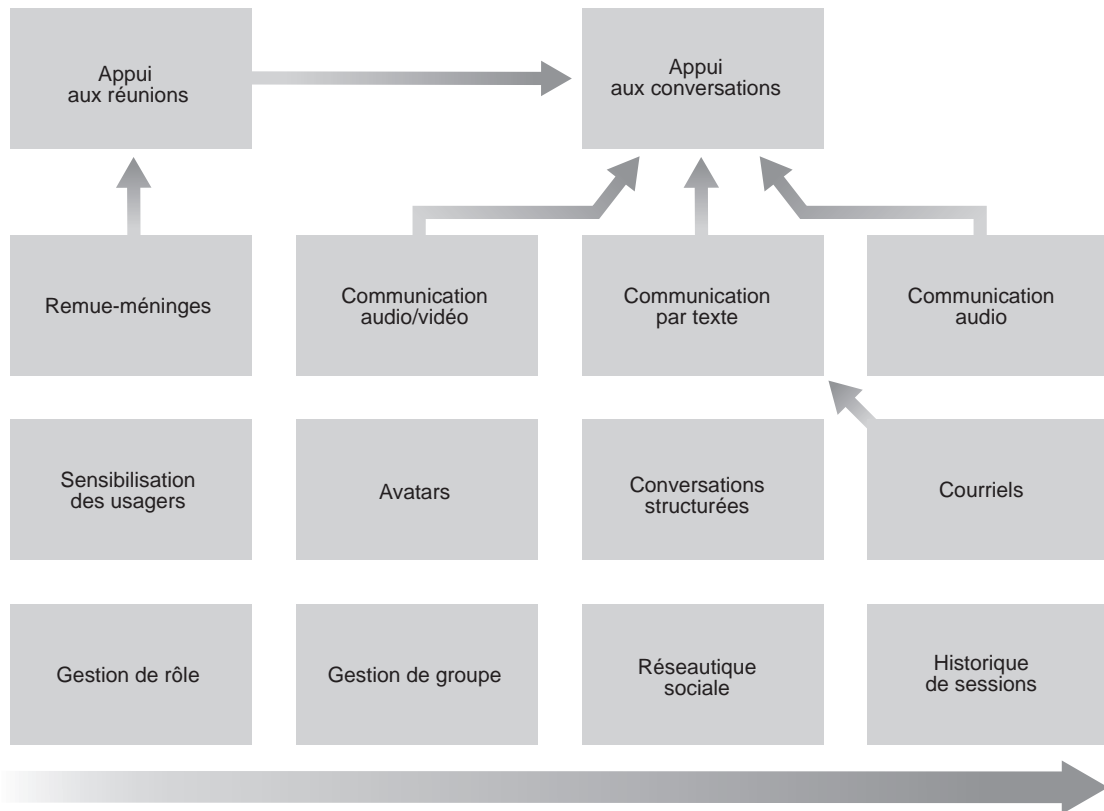 Appui
aux réunions
Appui
aux conversations
Remue-méninges
Communication
audio/vidéo
Communication
par texte
Communication
audio
Sensibilisation
des usagers
Avatars
Conversations
structurées
Courriels
Gestion de rôle
Gestion de groupe
Réseautique
sociale
Historique
de sessions